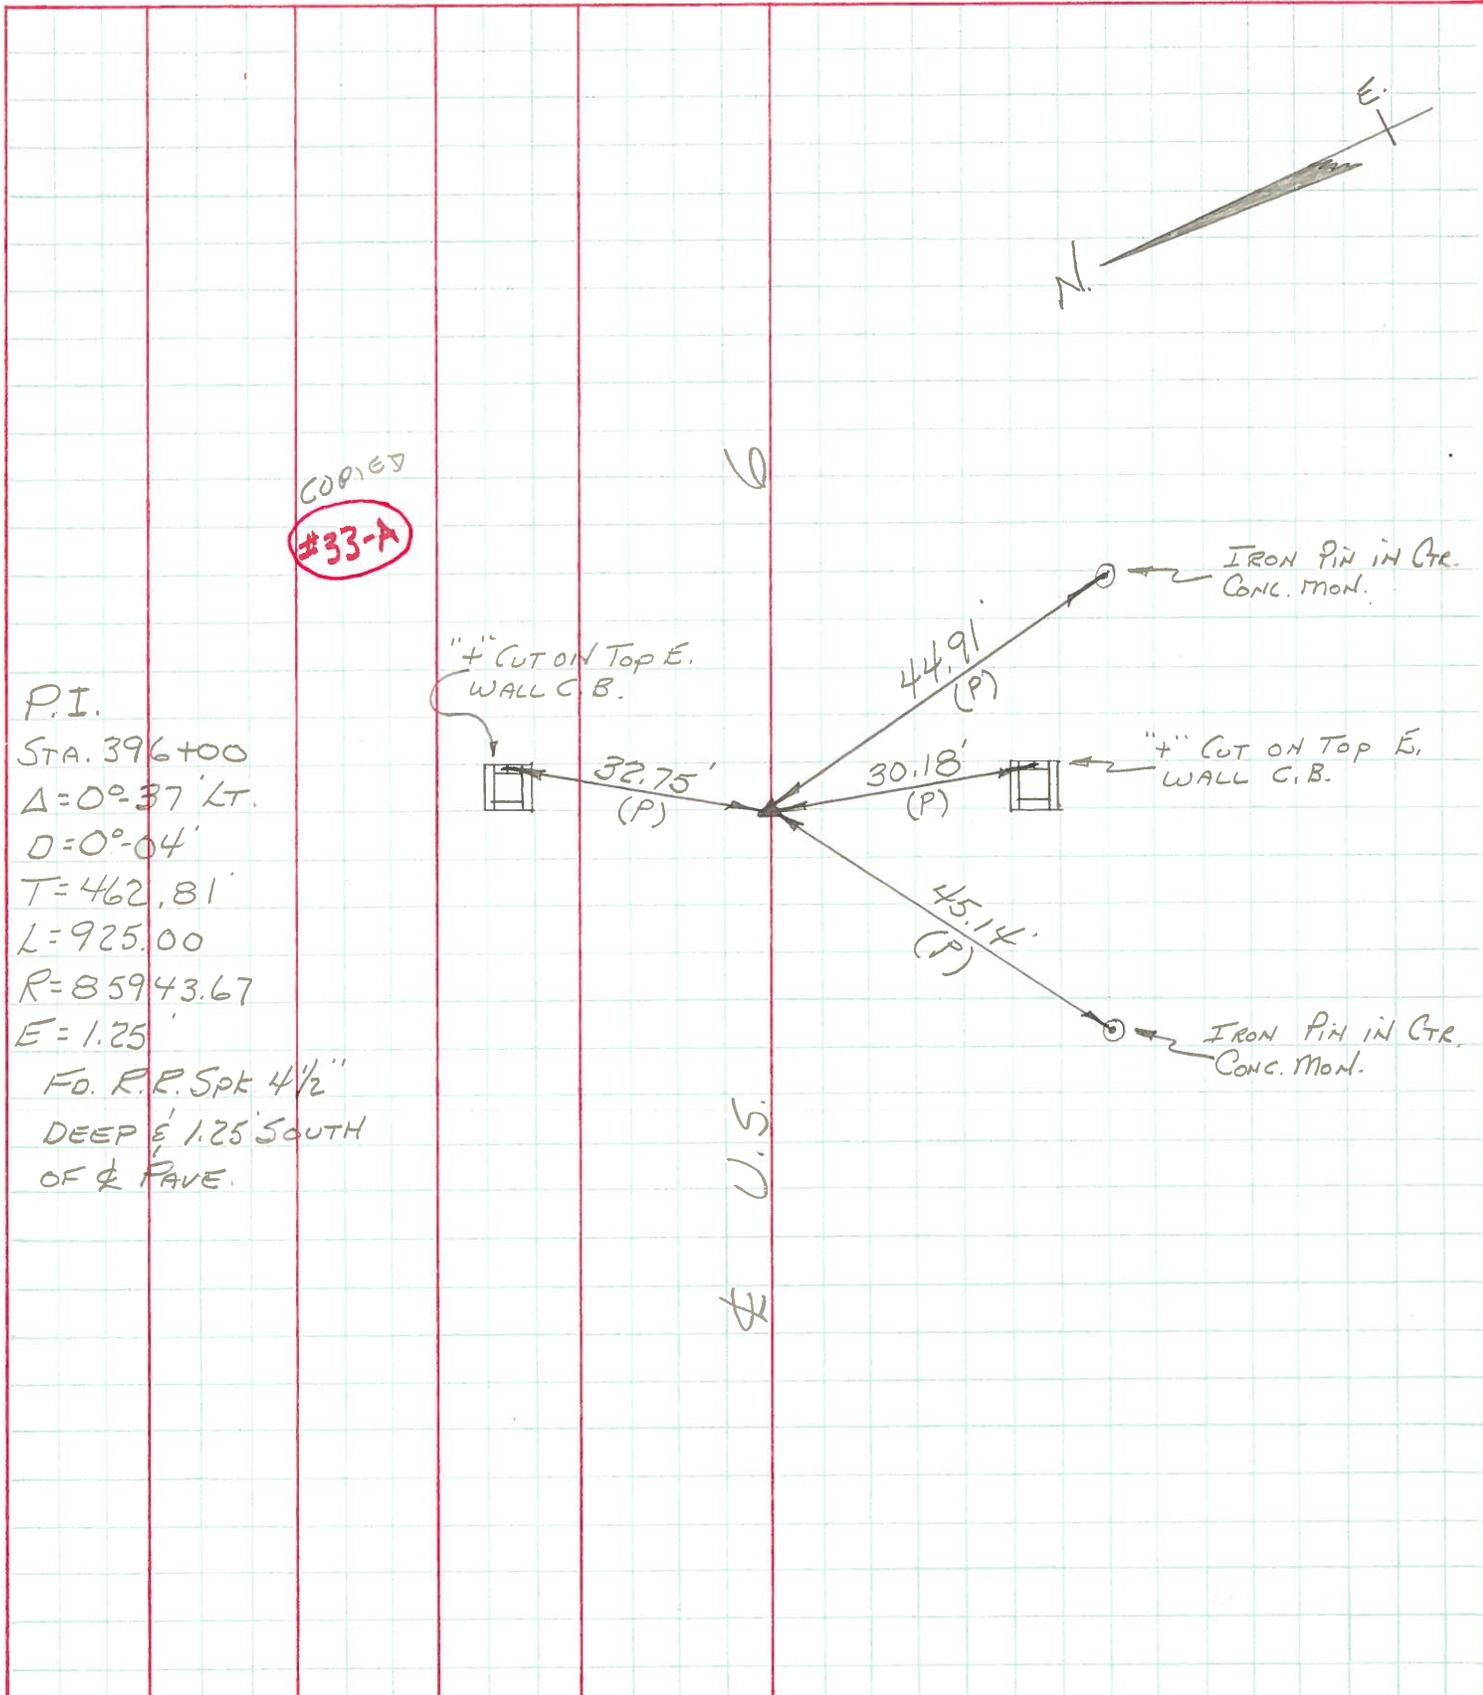 E.
N.
6
COPIED
#33-A
IRON PIN IN CTR.
CONC. MON.
44.91'
(P)
"+" CUT ON TOP E.
WALL C.B.
P.I.
STA. 396+00
Δ=0°-37' LT.
D=0°-04'
T=462.81'
L=925.00
R=85943.67
E=1.25'
FD. R.R. SPK 4½"
DEEP & 1.25' SOUTH
OF ℄ PAVE.
32.75'
(P)
30.18'
(P)
"+" CUT ON TOP E.
WALL C.B.
45.14'
(P)
IRON PIN IN CTR.
CONC. MON.
℄ U.S.